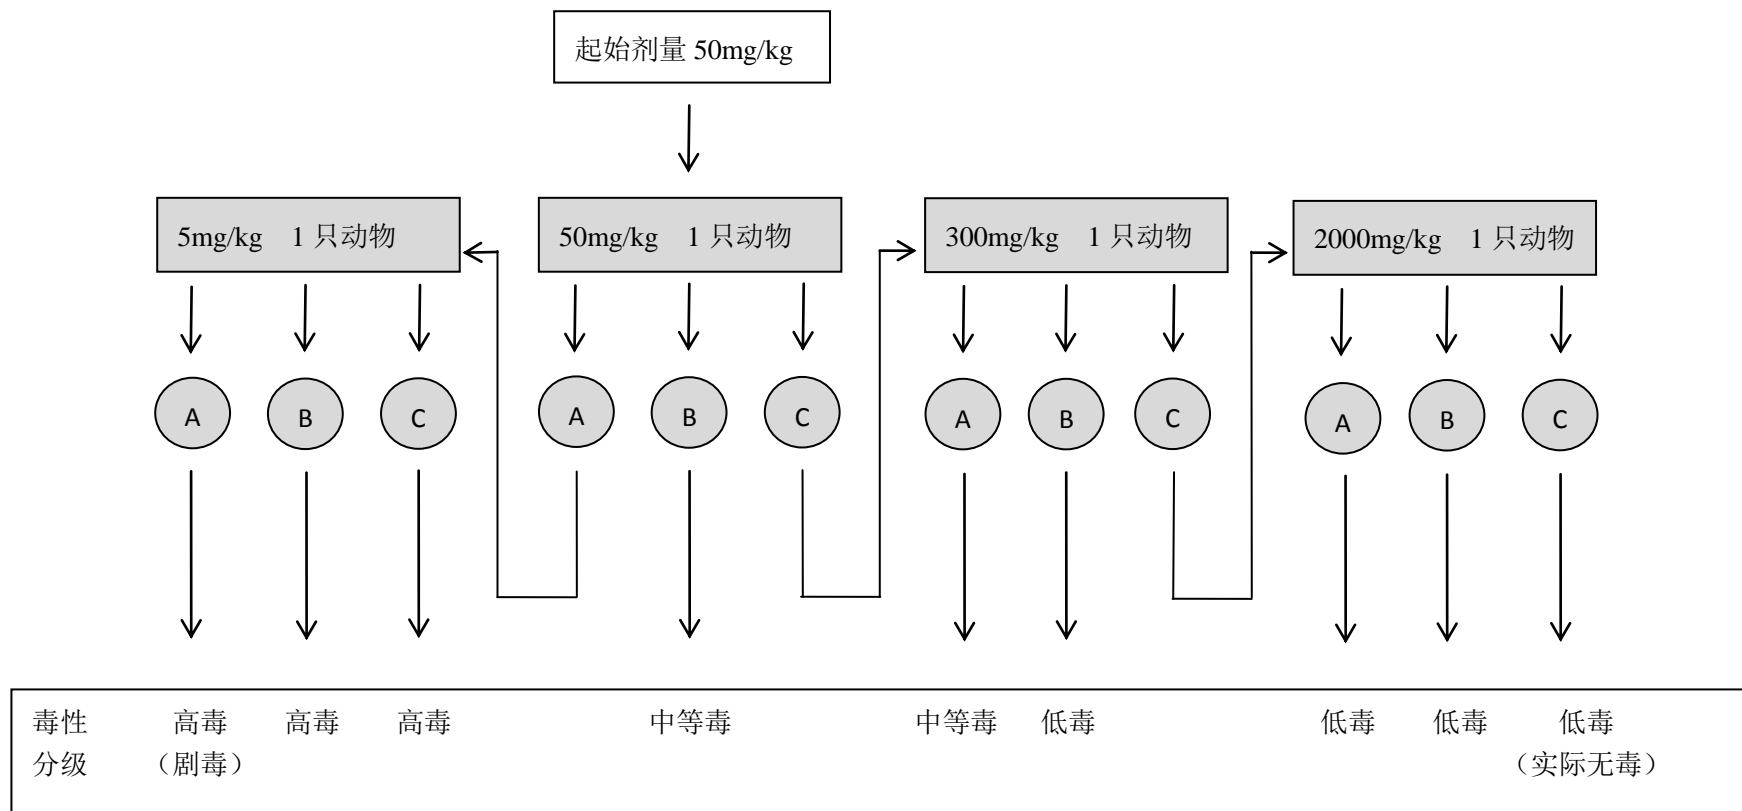 起始剂量 50mg/kg
5mg/kg 1 只动物
50mg/kg 1 只动物
300mg/kg 1 只动物
2000mg/kg 1 只动物
A B C A B C A B C A B C
毒性 高毒 高毒 高毒 中等毒 中等毒 低毒 低毒 低毒 低毒
分级 （剧毒） （实际无毒）